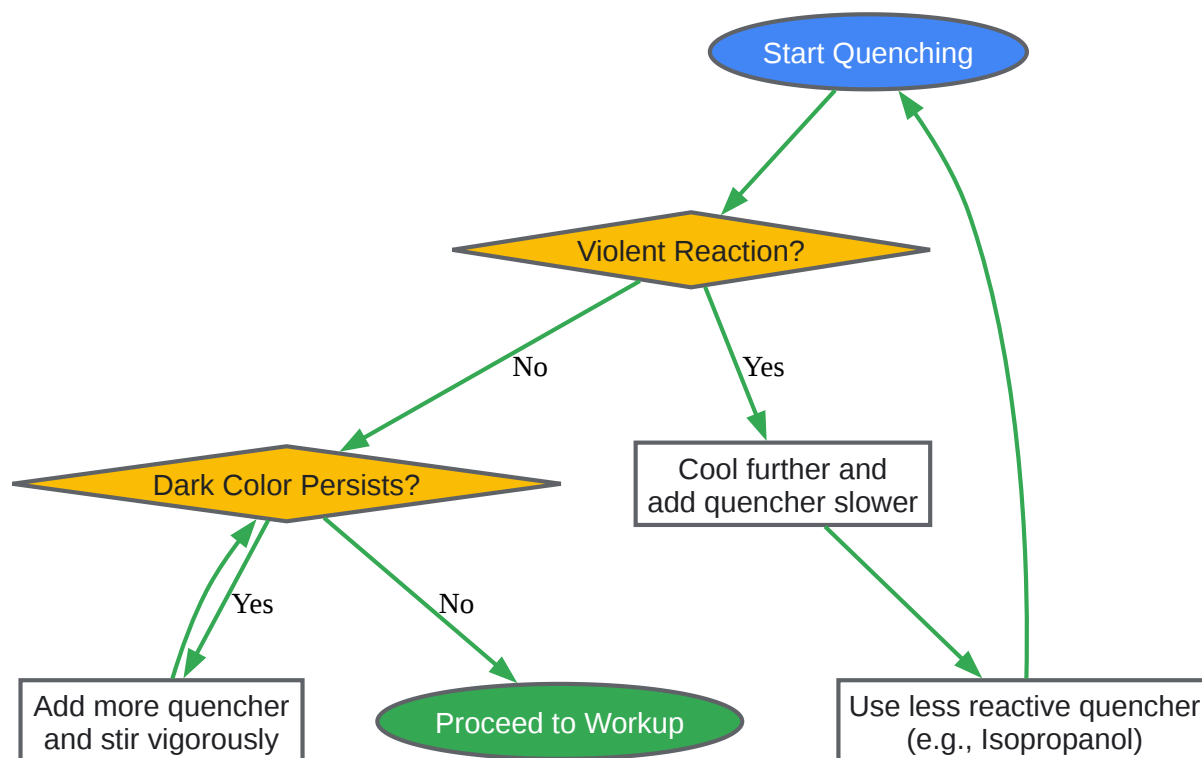 Start Quenching
Violent Reaction?
No
Yes
Dark Color Persists?
Cool further and
add quencher slower
Yes
No
Add more quencher
and stir vigorously
Proceed to Workup
Use less reactive quencher
(e.g., Isopropanol)